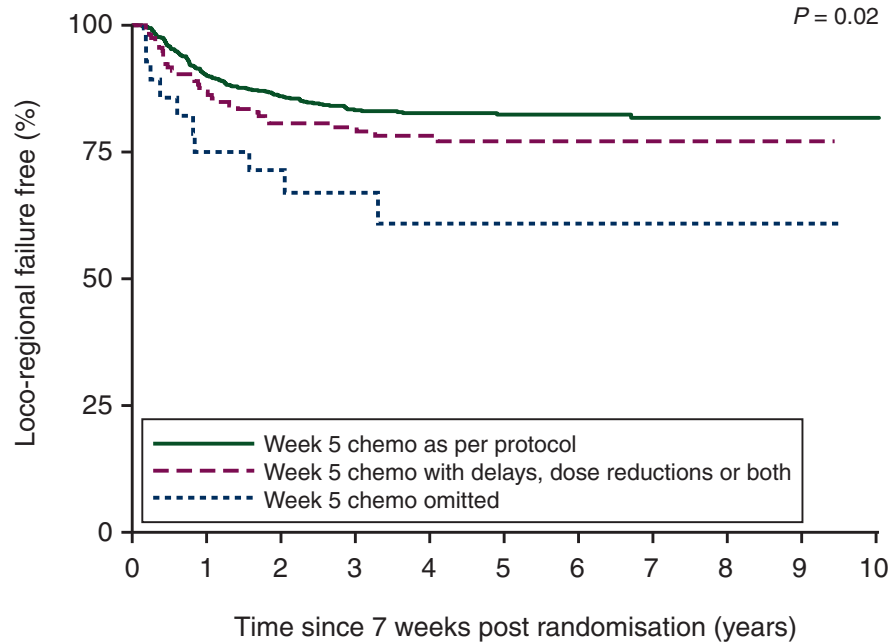 P = 0.02
Loco-regional failure free (%)
100
75
50
25
0
Week 5 chemo as per protocol
Week 5 chemo with delays, dose reductions or both
Week 5 chemo omitted
0 1 2 3 4 5 6 7 8 9 10
Time since 7 weeks post randomisation (years)